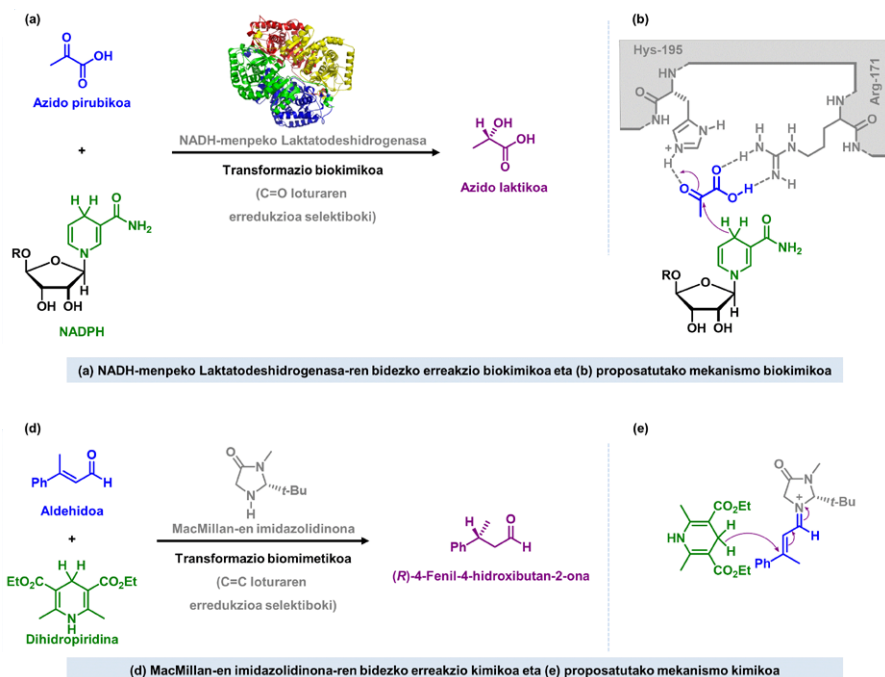 (a)
(b)
O
OH
O
Azido pirubikoa
+
H H
O
NH₂
N
RO
O
H
OH OH
NADPH
NADH-menpeko Laktatodeshidrogenasa
Transformazio biokimikoa
(C=O loturaren
erredukzioa selektiboki)
H OH
OH
O
Azido laktikoa
Hys-195
Arg-171
N
H
O
NH
N
H
N
+
H
N
H
O
NH
N
H
H
N
H
N
H
O
O
O
H
H H
O
NH₂
N
RO
O
H
OH OH
(a) NADH-menpeko Laktatodeshidrogenasa-ren bidezko erreakzio biokimikoa eta (b) proposatutako mekanismo biokimikoa
(d)
(e)
O
Ph
H
Aldehidoa
+
H H
EtO₂C
CO₂Et
N
H
Dihidropiridina
O
N
N
H
t-Bu
MacMillan-en imidazolidinona
Transformazio biomimetikoa
(C=C loturaren
erredukzioa selektiboki)
H
O
Ph
H
(R)-4-Fenil-4-hidroxibutan-2-ona
O
N
N
+
t-Bu
H
CO₂Et
H
HN
H
CO₂Et
Ph
(d) MacMillan-en imidazolidinona-ren bidezko erreakzio kimikoa eta (e) proposatutako mekanismo kimikoa